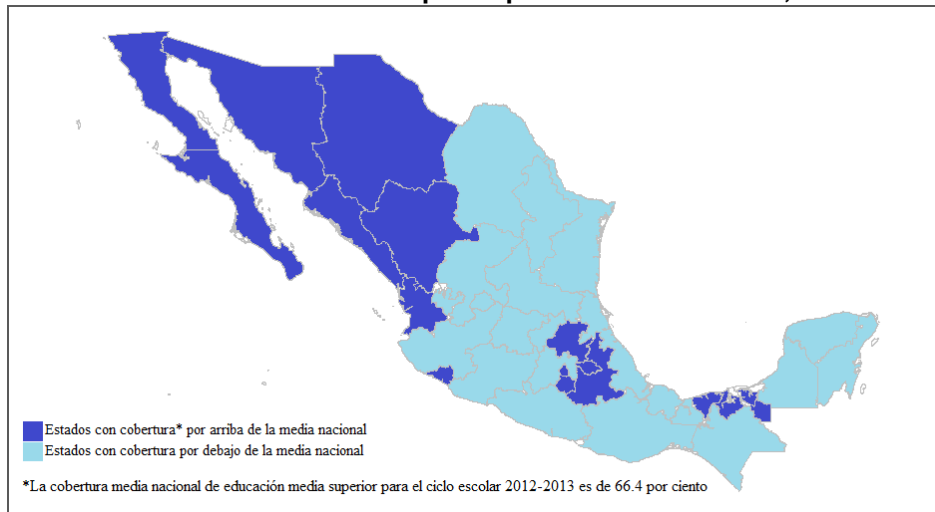 Estados con cobertura* por arriba de la media nacional
Estados con cobertura por debajo de la media nacional
*La cobertura media nacional de educación media superior para el ciclo escolar 2012-2013 es de 66.4 por ciento